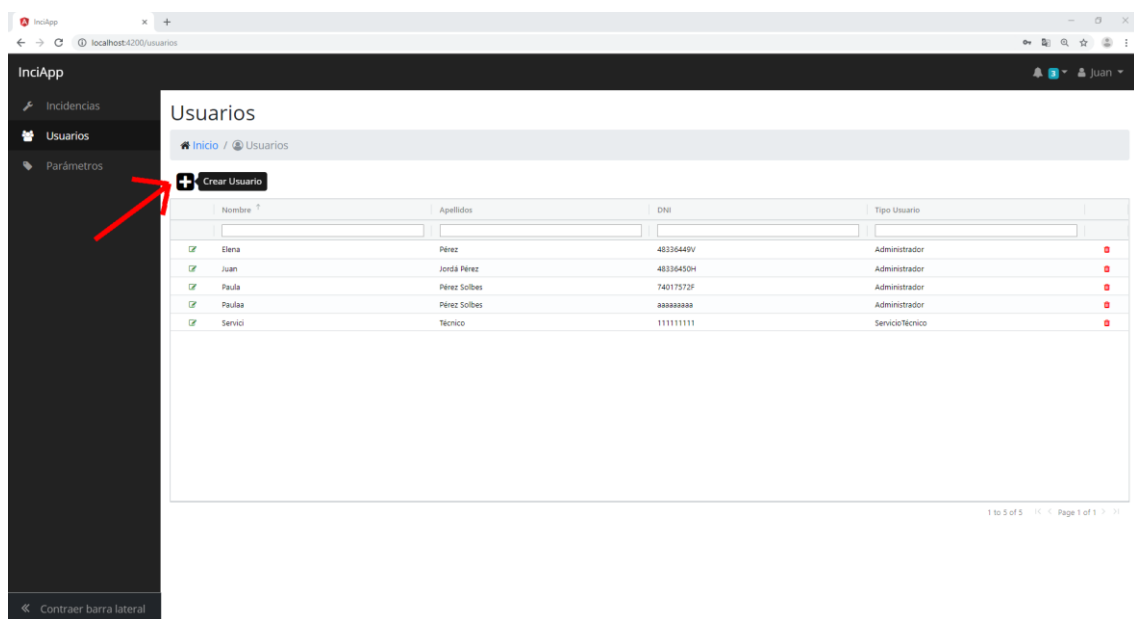 InciApp
localhost:4200/usuarios
InciApp
3 Juan
Incidencias
Usuarios
Parámetros
Usuarios
Inicio / Usuarios
Crear Usuario
Nombre Apellidos DNI Tipo Usuario
Elena Pérez 48336449V Administrador
Juan Jordá Pérez 48336450H Administrador
Paula Pérez Solbes 74017572F Administrador
Paulaa Pérez Solbes aaaaaaaaa Administrador
Servici Técnico 111111111 ServicioTécnico
1 to 5 of 5 Page 1 of 1
Contraer barra lateral